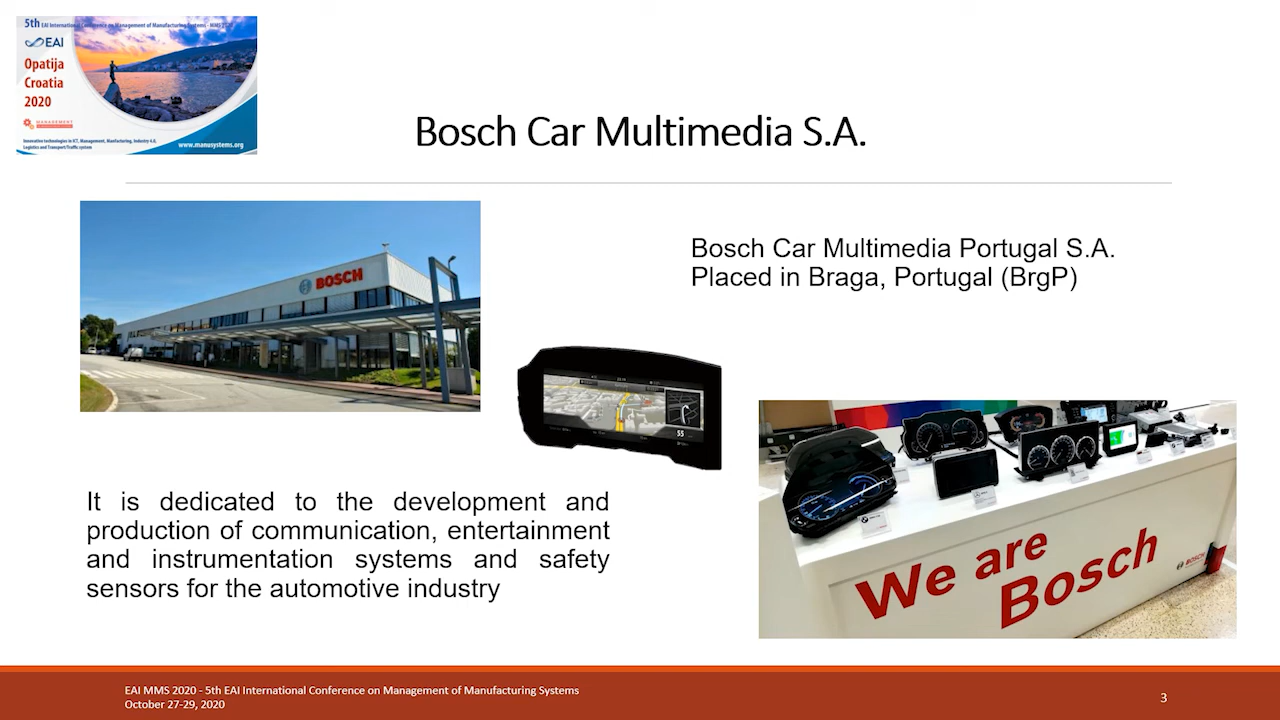 5th EAI International Conference on Management of Manufacturing Systems - MMS 2020
EAI
Opatija
Croatia
2020
MANAGEMENT
Innovative technologies in ICT, Management, Manufacturing, Industry 4.0,
Logistics and Transport/Traffic system
www.manusystems.org
Bosch Car Multimedia S.A.
BOSCH
Bosch Car Multimedia Portugal S.A.
Placed in Braga, Portugal (BrgP)
55
It is dedicated to the development and
production of communication, entertainment
and instrumentation systems and safety
sensors for the automotive industry
We are
Bosch
BOSCH
EAI MMS 2020 - 5th EAI International Conference on Management of Manufacturing Systems
October 27-29, 2020
3